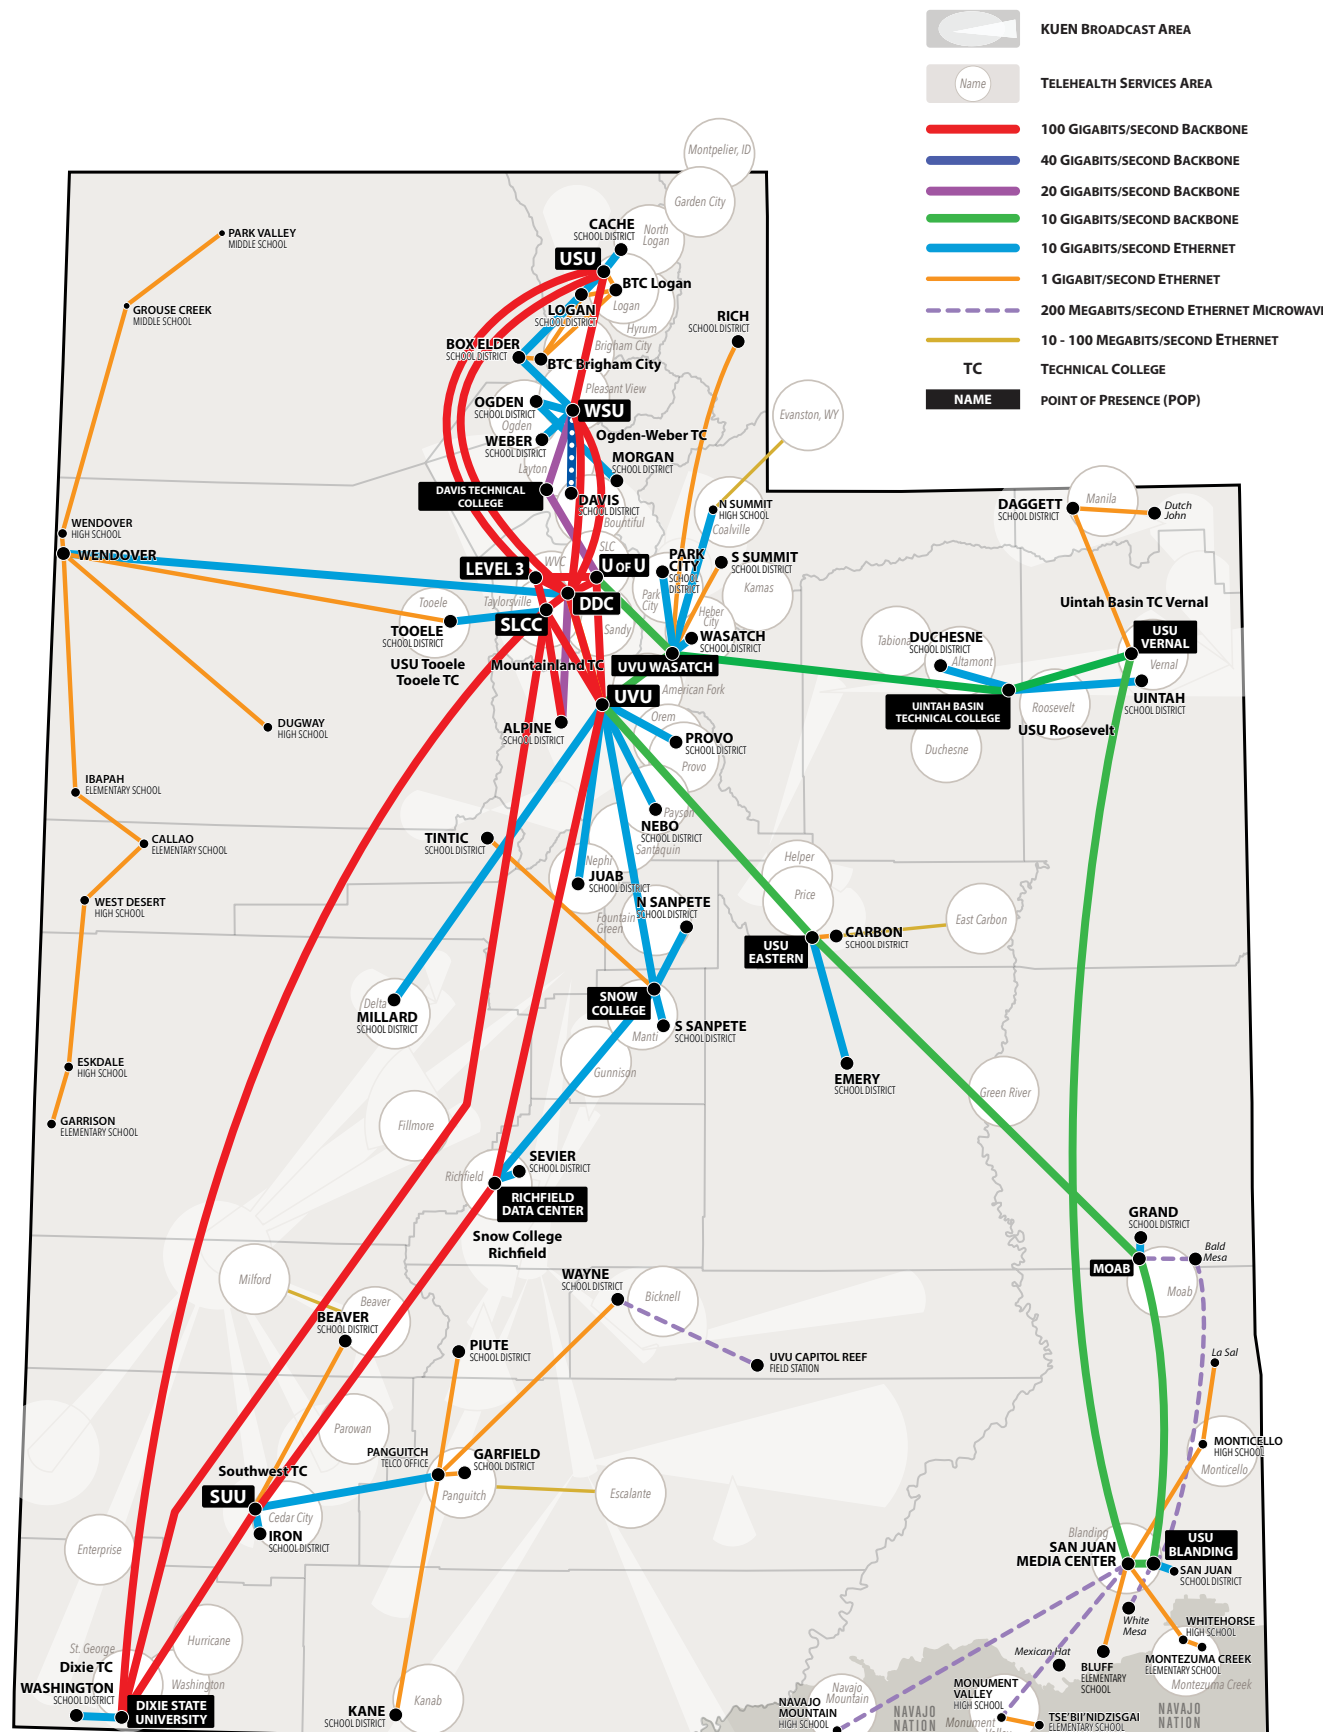 KUEN BROADCAST AREA
Name
TELEHEALTH SERVICES AREA
100 GIGABITS/SECOND BACKBONE
40 GIGABITS/SECOND BACKBONE
20 GIGABITS/SECOND BACKBONE
10 GIGABITS/SECOND BACKBONE
10 GIGABITS/SECOND ETHERNET
1 GIGABIT/SECOND ETHERNET
200 MEGABITS/SECOND ETHERNET MICROWAVE
10 - 100 MEGABITS/SECOND ETHERNET
TC
TECHNICAL COLLEGE
NAME
POINT OF PRESENCE (POP)
Montpelier, ID
Garden City
North
Logan
CACHE
SCHOOL DISTRICT
USU
BTC Logan
Logan
LOGAN
SCHOOL DISTRICT
Hyrum
PARK VALLEY
MIDDLE SCHOOL
GROUSE CREEK
MIDDLE SCHOOL
RICH
SCHOOL DISTRICT
BOX ELDER
SCHOOL DISTRICT
Brigham City
BTC Brigham City
Pleasant View
OGDEN
SCHOOL DISTRICT
Ogden
WSU
Evanston, WY
WEBER
SCHOOL DISTRICT
Ogden-Weber TC
Layton
MORGAN
SCHOOL DISTRICT
DAVIS TECHNICAL
COLLEGE
DAVIS
SCHOOL DISTRICT
Bountiful
N SUMMIT
HIGH SCHOOL
Coalville
DAGGETT
SCHOOL DISTRICT
Manila
Dutch
John
WENDOVER
HIGH SCHOOL
WENDOVER
SLC
WVC
LEVEL 3
U OF U
PARK
CITY
SCHOOL
DISTRICT
S SUMMIT
SCHOOL DISTRICT
Kamas
Park
City
Heber
City
Tooele
Taylorsville
DDC
SLCC
Sandy
TOOELE
SCHOOL DISTRICT
USU Tooele
Tooele TC
Mountainland TC
WASATCH
SCHOOL DISTRICT
UVU WASATCH
Uintah Basin TC Vernal
USU
VERNAL
Vernal
Tabiona
DUCHESNE
SCHOOL DISTRICT
Altamont
UINTAH
SCHOOL DISTRICT
UINTAH BASIN
TECHNICAL COLLEGE
Roosevelt
USU Roosevelt
Duchesne
UVU
American Fork
Orem
ALPINE
SCHOOL DISTRICT
PROVO
SCHOOL DISTRICT
Provo
DUGWAY
HIGH SCHOOL
IBAPAH
ELEMENTARY SCHOOL
CALLAO
ELEMENTARY SCHOOL
TINTIC
SCHOOL DISTRICT
Payson
NEBO
SCHOOL DISTRICT
Santaquin
Nephi
JUAB
SCHOOL DISTRICT
Helper
Price
WEST DESERT
HIGH SCHOOL
N SANPETE
SCHOOL DISTRICT
Fountain
Green
East Carbon
CARBON
SCHOOL DISTRICT
USU
EASTERN
SNOW
COLLEGE
Delta
MILLARD
SCHOOL DISTRICT
S SANPETE
SCHOOL DISTRICT
Manti
Gunnison
EMERY
SCHOOL DISTRICT
Green River
ESKDALE
HIGH SCHOOL
GARRISON
ELEMENTARY SCHOOL
Fillmore
SEVIER
SCHOOL DISTRICT
Richfield
RICHFIELD
DATA CENTER
Snow College
Richfield
GRAND
SCHOOL DISTRICT
Bald
Mesa
MOAB
Moab
Milford
Beaver
BEAVER
SCHOOL DISTRICT
WAYNE
SCHOOL DISTRICT
Bicknell
PIUTE
SCHOOL DISTRICT
UVU CAPITOL REEF
FIELD STATION
La Sal
Parowan
PANGUITCH
TELCO OFFICE
GARFIELD
SCHOOL DISTRICT
Panguitch
Escalante
MONTICELLO
HIGH SCHOOL
Monticello
Southwest TC
SUU
Cedar City
IRON
SCHOOL DISTRICT
Enterprise
Blanding
SAN JUAN
MEDIA CENTER
USU
BLANDING
SAN JUAN
SCHOOL DISTRICT
White
Mesa
WHITEHORSE
HIGH SCHOOL
MONTEZUMA CREEK
ELEMENTARY SCHOOL
Montezuma Creek
Mexican Hat
BLUFF
ELEMENTARY
SCHOOL
St. George
Hurricane
Dixie TC
WASHINGTON
SCHOOL DISTRICT
Washington
DIXIE STATE
UNIVERSITY
KANE
SCHOOL DISTRICT
Kanab
Navajo
Mountain
NAVAJO
MOUNTAIN
HIGH SCHOOL
NAVAJO
NATION
MONUMENT
VALLEY
HIGH SCHOOL
Monument
TSE'BII'NIDZISGAI
ELEMENTARY SCHOOL
NAVAJO
NATION